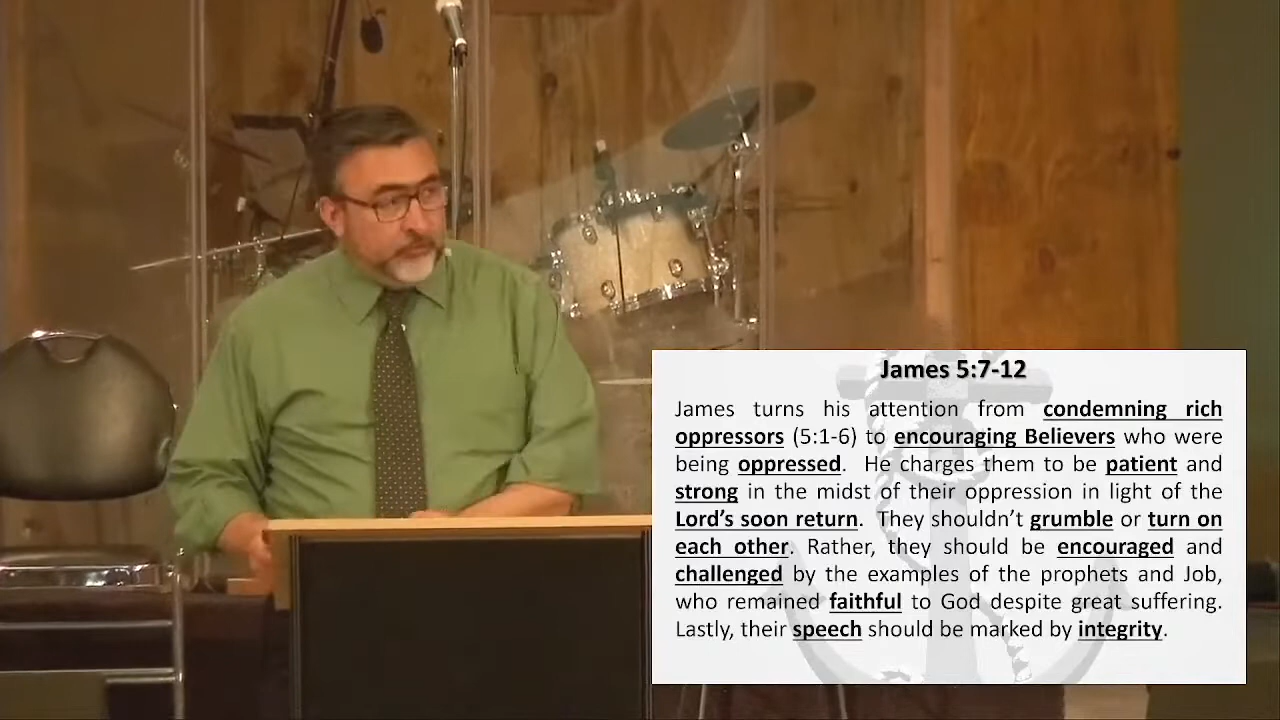 James 5:7-12
James turns his attention from condemning rich
oppressors (5:1-6) to encouraging Believers who were
being oppressed. He charges them to be patient and
strong in the midst of their oppression in light of the
Lord’s soon return. They shouldn’t grumble or turn on
each other. Rather, they should be encouraged and
challenged by the examples of the prophets and Job,
who remained faithful to God despite great suffering.
Lastly, their speech should be marked by integrity.